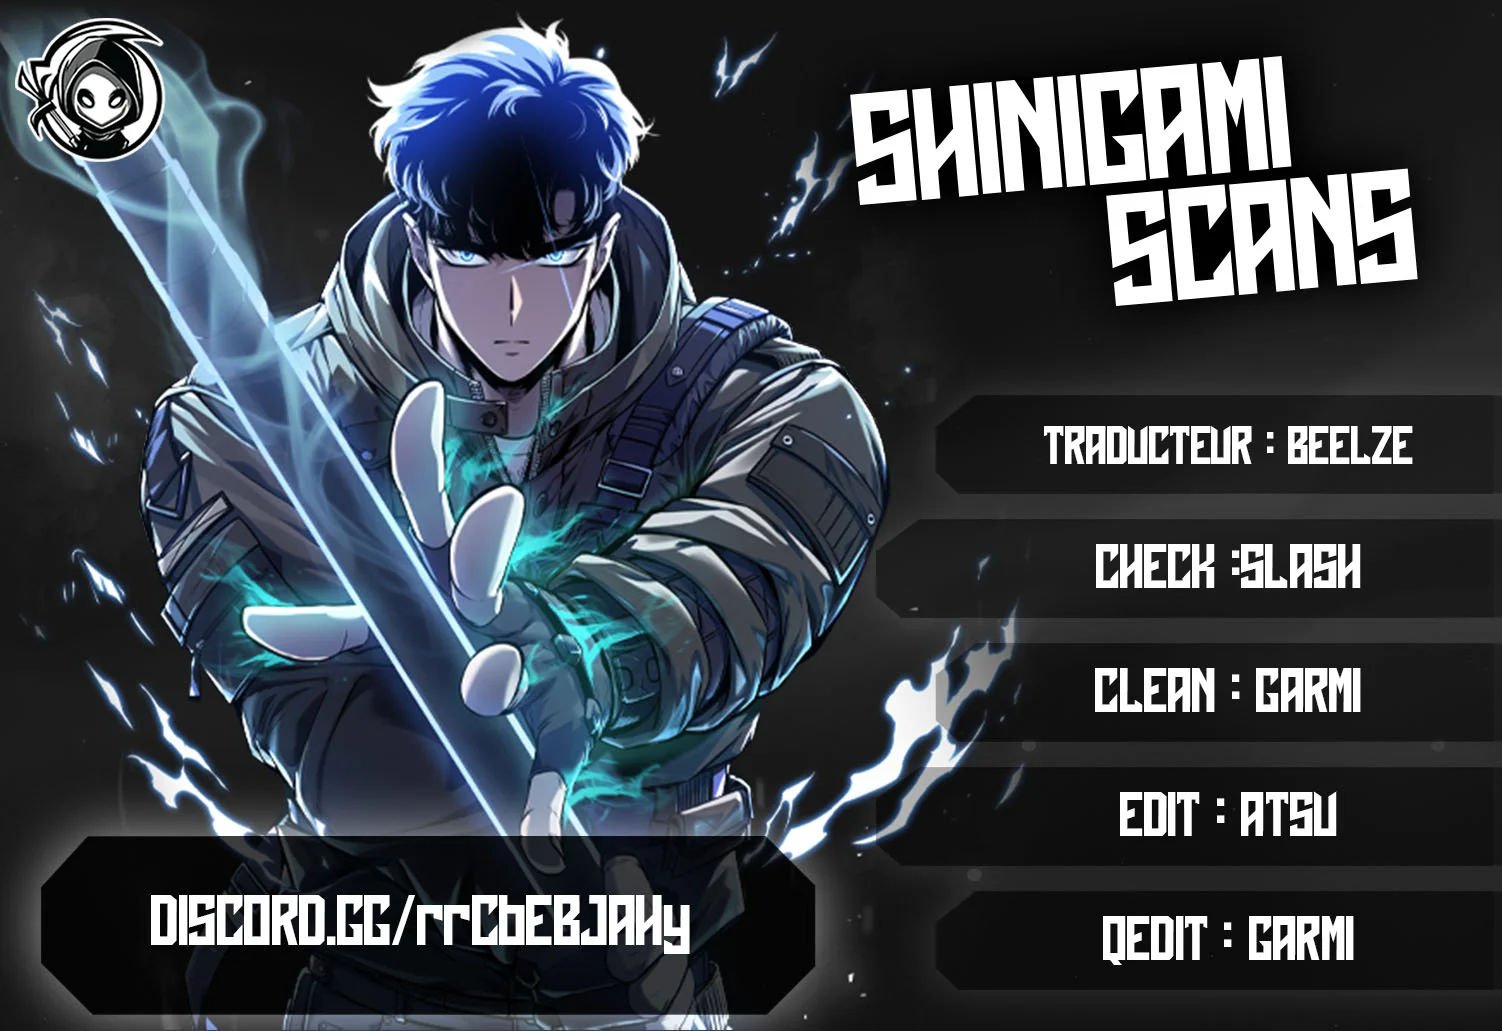 SHINIGAMI
SCANS
TRADUCTEUR : BEELZE
CHECK :SLASH
CLEAN : GARMI
EDIT : ATSU
QEDIT : GARMI
DISCORD.GG/rrCbEBJAHy